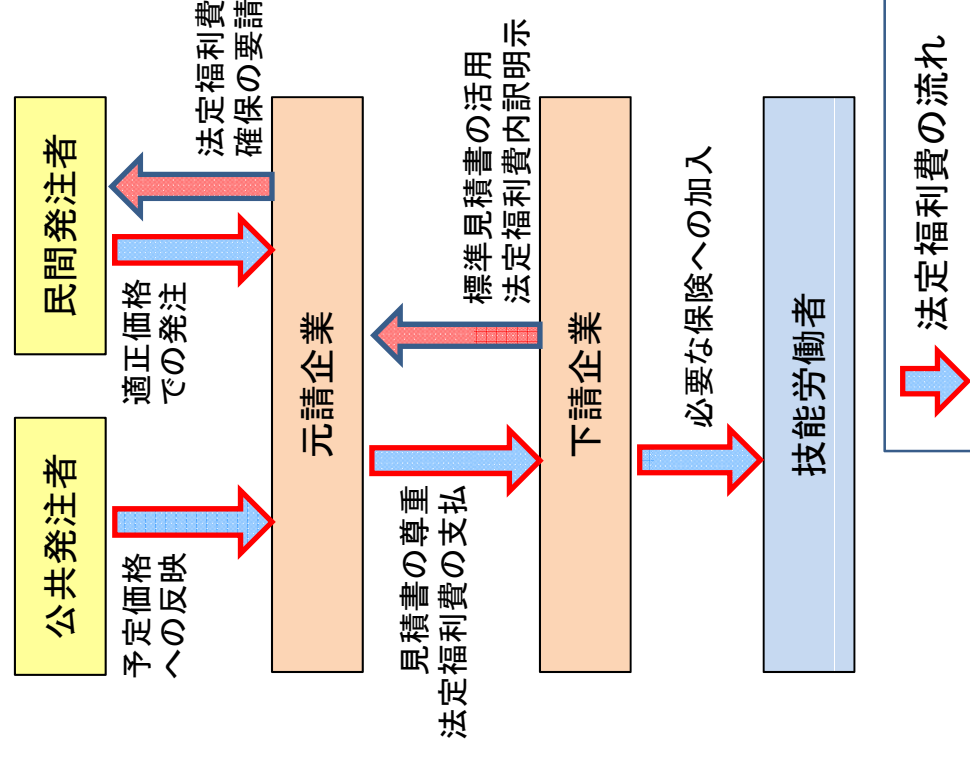 公共発注者
民間発注者
予定価格
への反映
適正価格
での発注
法定福利費
確保の要請
元請企業
見積書の尊重
法定福利費の支払
標準見積書の活用
法定福利費内訳明示
下請企業
必要な保険への加入
技能労働者
法定福利費の流れ